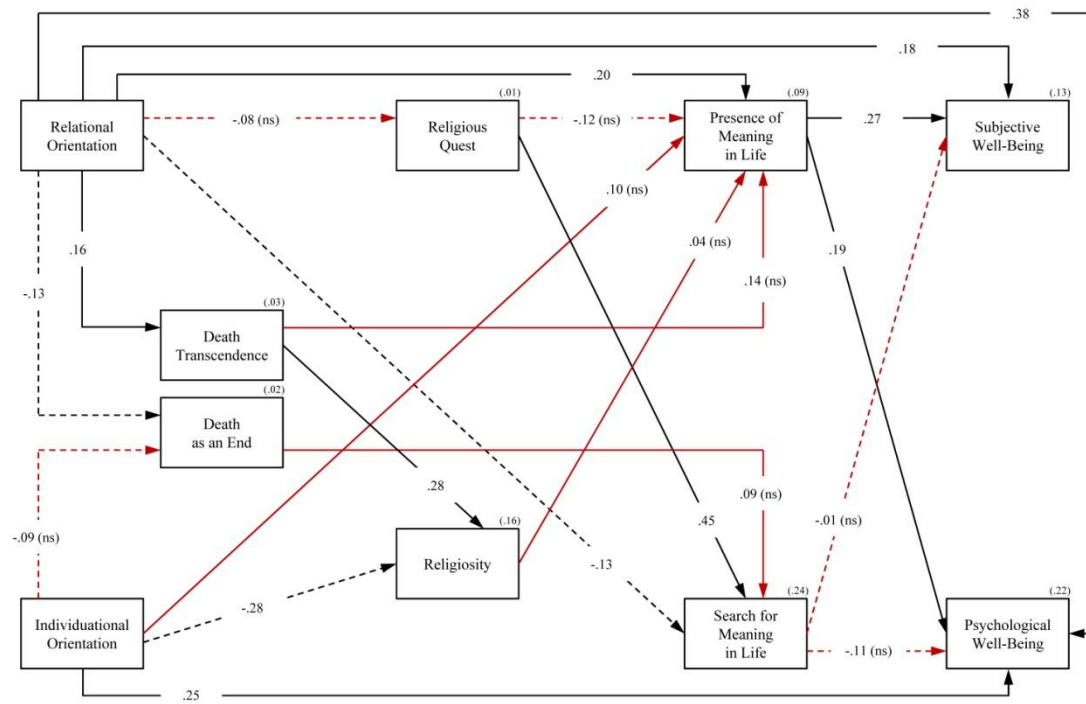 .38
.18
.20
(.01)
(.09)
(.13)
Relational
Orientation
-.08 (ns)
Religious
Quest
-.12 (ns)
Presence of
Meaning
in Life
.27
Subjective
Well-Being
.10 (ns)
.16
.04 (ns)
.19
-.13
.14 (ns)
(.03)
Death
Transcendence
(.02)
Death
as an End
.28
.09 (ns)
-.01 (ns)
.45
(.16)
-.09 (ns)
Religiosity
-.13
(.24)
(.22)
-.28
Individuational
Orientation
Search for
Meaning
in Life
-.11 (ns)
Psychological
Well-Being
.25